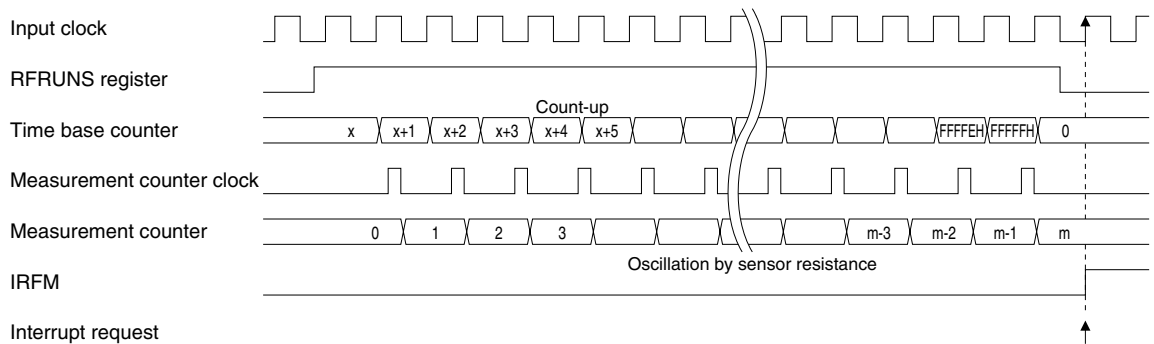 Input clock
RFRUNS register
Count-up
Time base counter x x+1 x+2 x+3 x+4 x+5 FFFFEH FFFFFH 0
Measurement counter clock
Measurement counter 0 1 2 3 m-3 m-2 m-1 m
Oscillation by sensor resistance
IRFM
Interrupt request